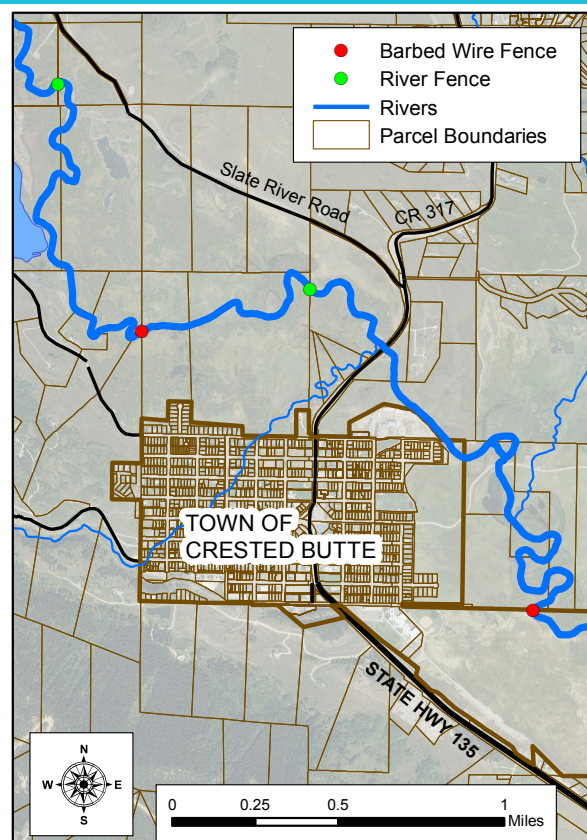 Barbed Wire Fence
River Fence
Rivers
Parcel Boundaries
Slate River Road
CR 317
TOWN OF
CRESTED BUTTE
STATE HWY 135
N
W E
S
0 0.25 0.5 1
Miles